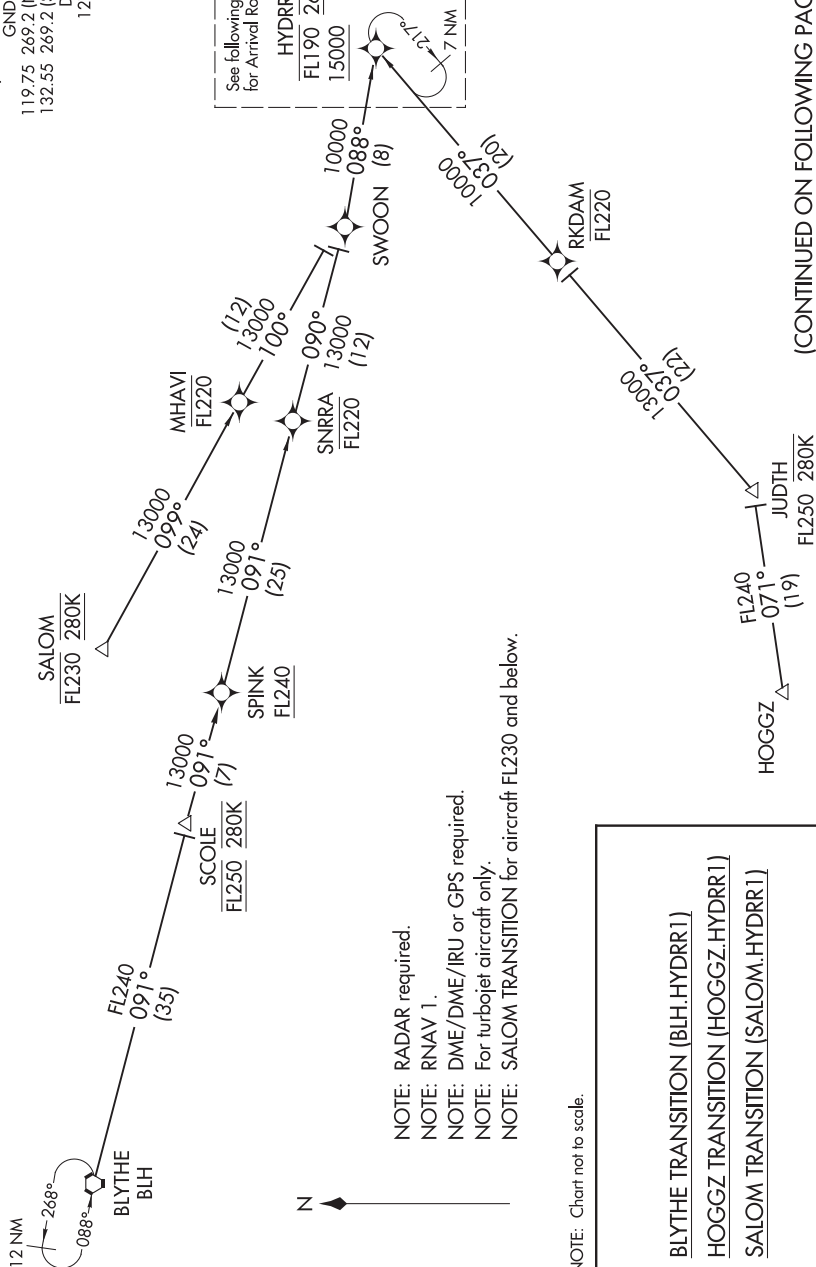 GND
119.75 269.2
132.55 269.2
See following
for Arrival
HYDRR
FL190
15000
217°
7 NM
10000
088°
(8)
SWOON
10000
037°
(20)
RKDAM
FL220
(12)
13000
100°
090°
13000
(12)
MHAVI
FL220
SNRRA
FL220
13000
037°
(22)
JUDTH
FL250 280K
13000
099°
(24)
13000
091°
(25)
SALOM
FL230 280K
SPINK
FL240
FL240
071°
(19)
HOGGZ
13000
091°
(7)
SCOLE
FL250 280K
FL240
091°
(35)
12 NM
268°
088°
BLYTHE
BLH
N
NOTE: RADAR required.
NOTE: RNAV 1.
NOTE: DME/DME/IRU or GPS required.
NOTE: For turbojet aircraft only.
NOTE: SALOM TRANSITION for aircraft FL230 and below.
NOTE: Chart not to scale.
BLYTHE TRANSITION (BLH.HYDRR1)
HOGGZ TRANSITION (HOGGZ.HYDRR1)
SALOM TRANSITION (SALOM.HYDRR1)
(CONTINUED ON FOLLOWING